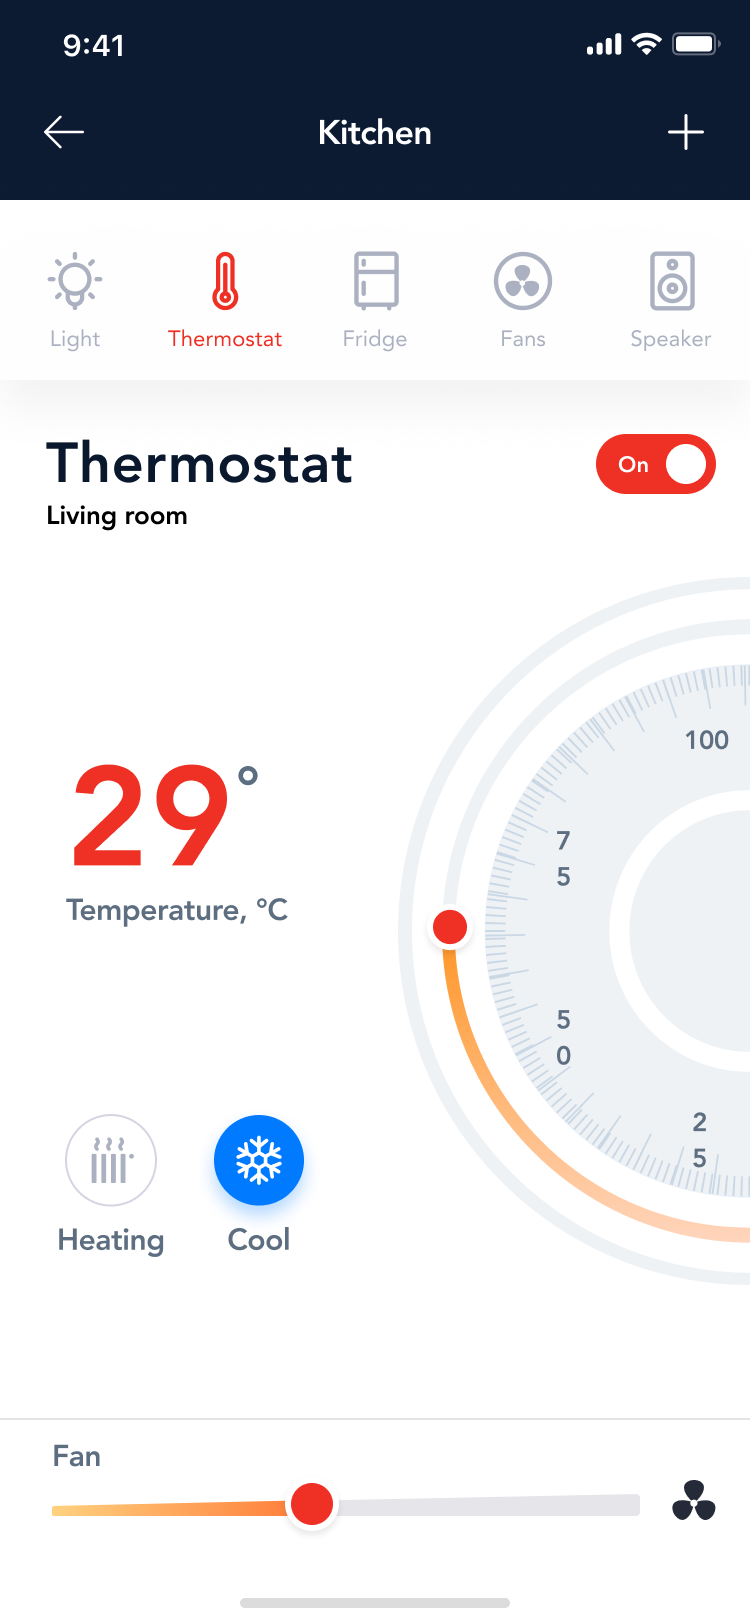 9:41
Kitchen
Light
Thermostat
Fridge
Fans
Speaker
Thermostat
On
Living room
100
29°
7
5
Temperature, °C
5
0
2
5
Heating
Cool
Fan